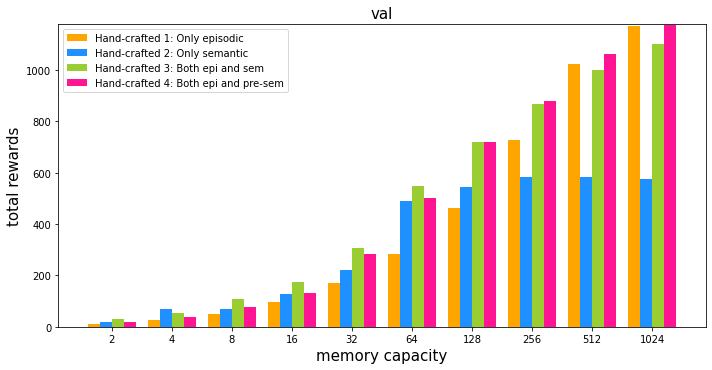 val
Hand-crafted 1: Only episodic
Hand-crafted 2: Only semantic
Hand-crafted 3: Both epi and sem
Hand-crafted 4: Both epi and pre-sem
total rewards
1000
800
600
400
200
0
2 4 8 16 32 64 128 256 512 1024
memory capacity